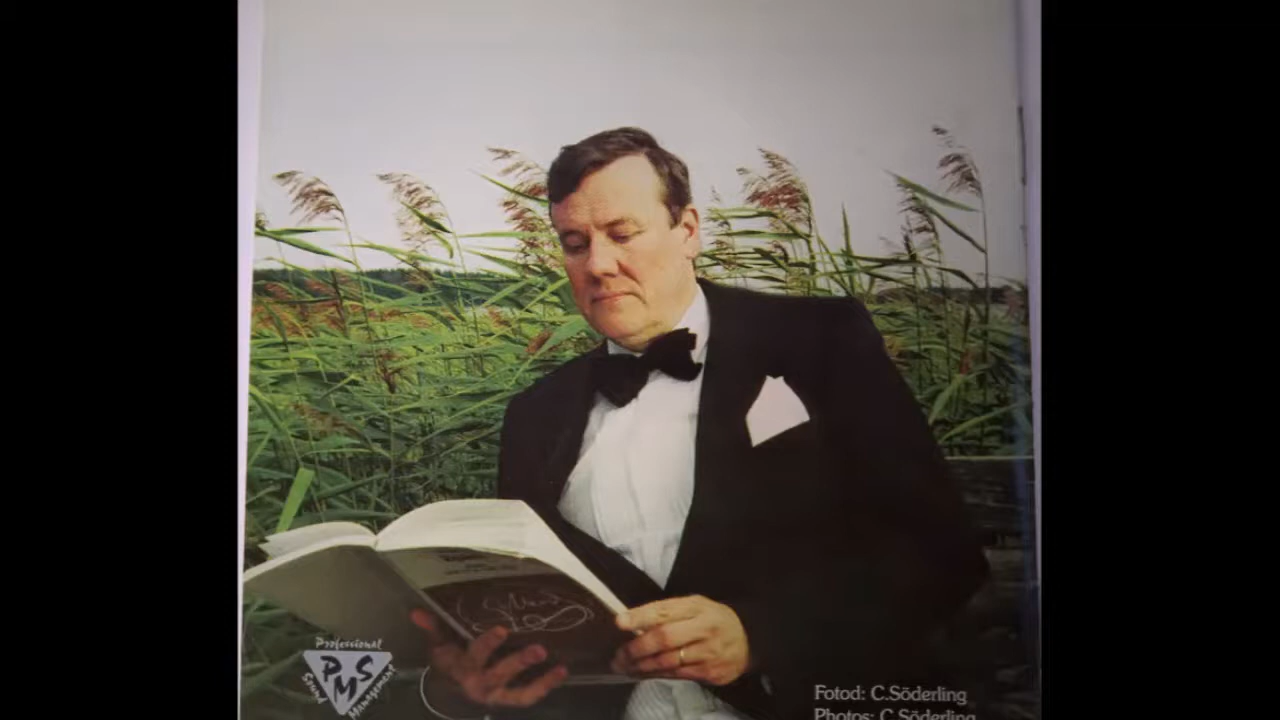 Professional
PMS
Sound Management
Fotod: C.Söderling
Photos: C.Söderling